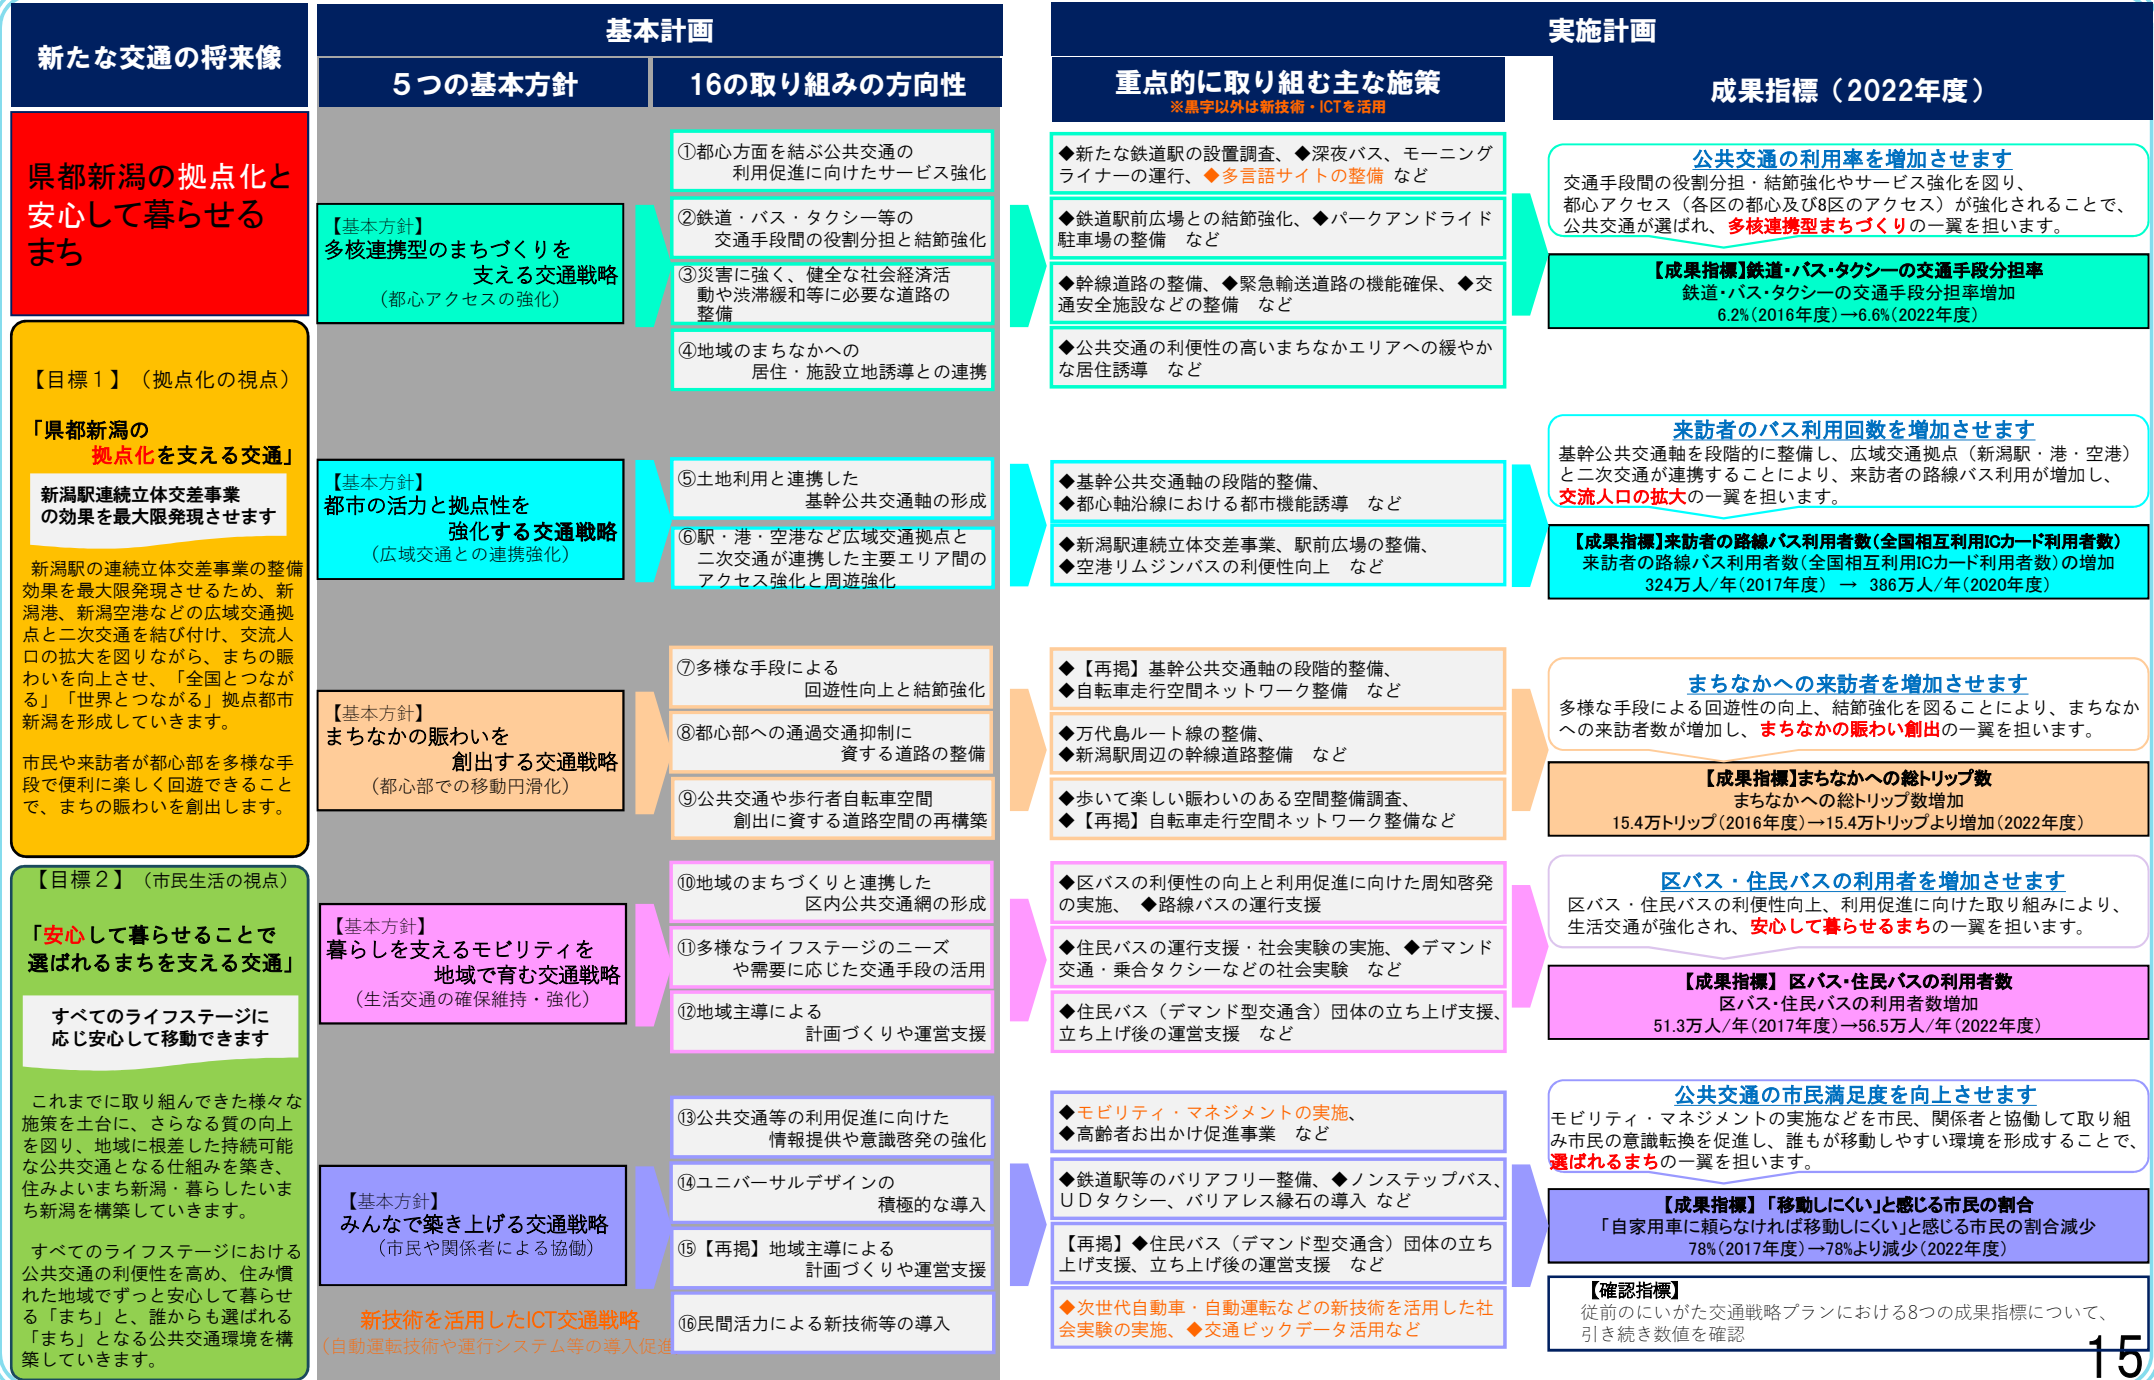 新たな交通の将来像
県都新潟の拠点化と
安心して暮らせる
まち
【目標１】（拠点化の視点）
「県都新潟の
拠点化を支える交通」
新潟駅連続立体交差事業
の効果を最大限発現させます
新潟駅の連続立体交差事業の整備
効果を最大限発現させるため、新
潟港、新潟空港などの広域交通拠
点と二次交通を結び付け、交流人
口の拡大を図りながら、まちの賑
わいを向上させ、「全国とつなが
る」「世界とつながる」拠点都市
新潟を形成していきます。
市民や来訪者が都心部を多様な手
段で便利に楽しく回遊できること
で、まちの賑わいを創出します。
【目標２】（市民生活の視点）
「安心して暮らせることで
選ばれるまちを支える交通」
すべてのライフステージに
応じ安心して移動できます
これまでに取り組んできた様々な
施策を土台に、さらなる質の向上
を図り、地域に根差した持続可能
な公共交通となる仕組みを築き、
住みよいまち新潟・暮らしたいま
ち新潟を構築していきます。
すべてのライフステージにおける
公共交通の利便性を高め、住み慣
れた地域でずっと安心して暮らせ
る「まち」と、誰からも選ばれる
「まち」となる公共交通環境を構
築していきます。
基本計画
５つの基本方針
16の取り組みの方向性
【基本方針】
多核連携型のまちづくりを
支える交通戦略
（都心アクセスの強化）
①都心方面を結ぶ公共交通の
利用促進に向けたサービス強化
②鉄道・バス・タクシー等の
交通手段間の役割分担と結節強化
③災害に強く、健全な社会経済活
動や渋滞緩和等に必要な道路の
整備
④地域のまちなかへの
居住・施設立地誘導との連携
【基本方針】
都市の活力と拠点性を
強化する交通戦略
（広域交通との連携強化）
⑤土地利用と連携した
基幹公共交通軸の形成
⑥駅・港・空港など広域交通拠点と
二次交通が連携した主要エリア間の
アクセス強化と周遊強化
【基本方針】
まちなかの賑わいを
創出する交通戦略
（都心部での移動円滑化）
⑦多様な手段による
回遊性向上と結節強化
⑧都心部への通過交通抑制に
資する道路の整備
⑨公共交通や歩行者自転車空間
創出に資する道路空間の再構築
【基本方針】
暮らしを支えるモビリティを
地域で育む交通戦略
（生活交通の確保維持・強化）
⑩地域のまちづくりと連携した
区内公共交通網の形成
⑪多様なライフステージのニーズ
や需要に応じた交通手段の活用
⑫地域主導による
計画づくりや運営支援
【基本方針】
みんなで築き上げる交通戦略
（市民や関係者による協働）
⑬公共交通等の利用促進に向けた
情報提供や意識啓発の強化
⑭ユニバーサルデザインの
積極的な導入
⑮【再掲】地域主導による
計画づくりや運営支援
新技術を活用したICT交通戦略
（自動運転技術や運行システム等の導入促進
⑯民間活力による新技術等の導入
実施計画
重点的に取り組む主な施策
※黒字以外は新技術・ICTを活用
成果指標（2022年度）
◆新たな鉄道駅の設置調査、◆深夜バス、モーニング
ライナーの運行、◆多言語サイトの整備 など
◆鉄道駅前広場との結節強化、◆パークアンドライド
駐車場の整備　など
◆幹線道路の整備、◆緊急輸送道路の機能確保、◆交
通安全施設などの整備　など
◆公共交通の利便性の高いまちなかエリアへの緩やか
な居住誘導　など
公共交通の利用率を増加させます
交通手段間の役割分担・結節強化やサービス強化を図り、
都心アクセス（各区の都心及び8区のアクセス）が強化されることで、
公共交通が選ばれ、多核連携型まちづくりの一翼を担います。
【成果指標】鉄道・バス・タクシーの交通手段分担率
鉄道・バス・タクシーの交通手段分担率増加
6.2%（2016年度）→6.6%（2022年度）
◆基幹公共交通軸の段階的整備、
◆都心軸沿線における都市機能誘導　など
◆新潟駅連続立体交差事業、駅前広場の整備、
◆空港リムジンバスの利便性向上　など
来訪者のバス利用回数を増加させます
基幹公共交通軸を段階的に整備し、広域交通拠点（新潟駅・港・空港）
と二次交通が連携することにより、来訪者の路線バス利用が増加し、
交流人口の拡大の一翼を担います。
【成果指標】来訪者の路線バス利用者数（全国相互利用ICカード利用者数）
来訪者の路線バス利用者数（全国相互利用ICカード利用者数）の増加
324万人/年（2017年度） → 386万人/年（2020年度）
◆【再掲】基幹公共交通軸の段階的整備、
◆自転車走行空間ネットワーク整備　など
◆万代島ルート線の整備、
◆新潟駅周辺の幹線道路整備　など
◆歩いて楽しい賑わいのある空間整備調査、
◆【再掲】自転車走行空間ネットワーク整備など
まちなかへの来訪者を増加させます
多様な手段による回遊性の向上、結節強化を図ることにより、まちなか
への来訪者数が増加し、まちなかの賑わい創出の一翼を担います。
【成果指標】まちなかへの総トリップ数
まちなかへの総トリップ数増加
15.4万トリップ（2016年度）→15.4万トリップより増加（2022年度）
◆区バスの利便性の向上と利用促進に向けた周知啓発
の実施、　◆路線バスの運行支援
◆住民バスの運行支援・社会実験の実施、◆デマンド
交通・乗合タクシーなどの社会実験　など
◆住民バス（デマンド型交通含）団体の立ち上げ支援、
立ち上げ後の運営支援　など
区バス・住民バスの利用者を増加させます
区バス・住民バスの利便性向上、利用促進に向けた取り組みにより、
生活交通が強化され、安心して暮らせるまちの一翼を担います。
【成果指標】区バス・住民バスの利用者数
区バス・住民バスの利用者数増加
51.3万人/年（2017年度）→56.5万人/年（2022年度）
◆モビリティ・マネジメントの実施、
◆高齢者お出かけ促進事業　など
◆鉄道駅等のバリアフリー整備、◆ノンステップバス、
ＵＤタクシー、バリアレス縁石の導入 など
【再掲】◆住民バス（デマンド型交通含）団体の立ち
上げ支援、立ち上げ後の運営支援　など
◆次世代自動車・自動運転などの新技術を活用した社
会実験の実施、◆交通ビックデータ活用など
公共交通の市民満足度を向上させます
モビリティ・マネジメントの実施などを市民、関係者と協働して取り組
み市民の意識転換を促進し、誰もが移動しやすい環境を形成することで、
選ばれるまちの一翼を担います。
【成果指標】「移動しにくい」と感じる市民の割合
「自家用車に頼らなければ移動しにくい」と感じる市民の割合減少
78%（2017年度）→78%より減少（2022年度）
【確認指標】
従前のにいがた交通戦略プランにおける8つの成果指標について、
引き続き数値を確認
15